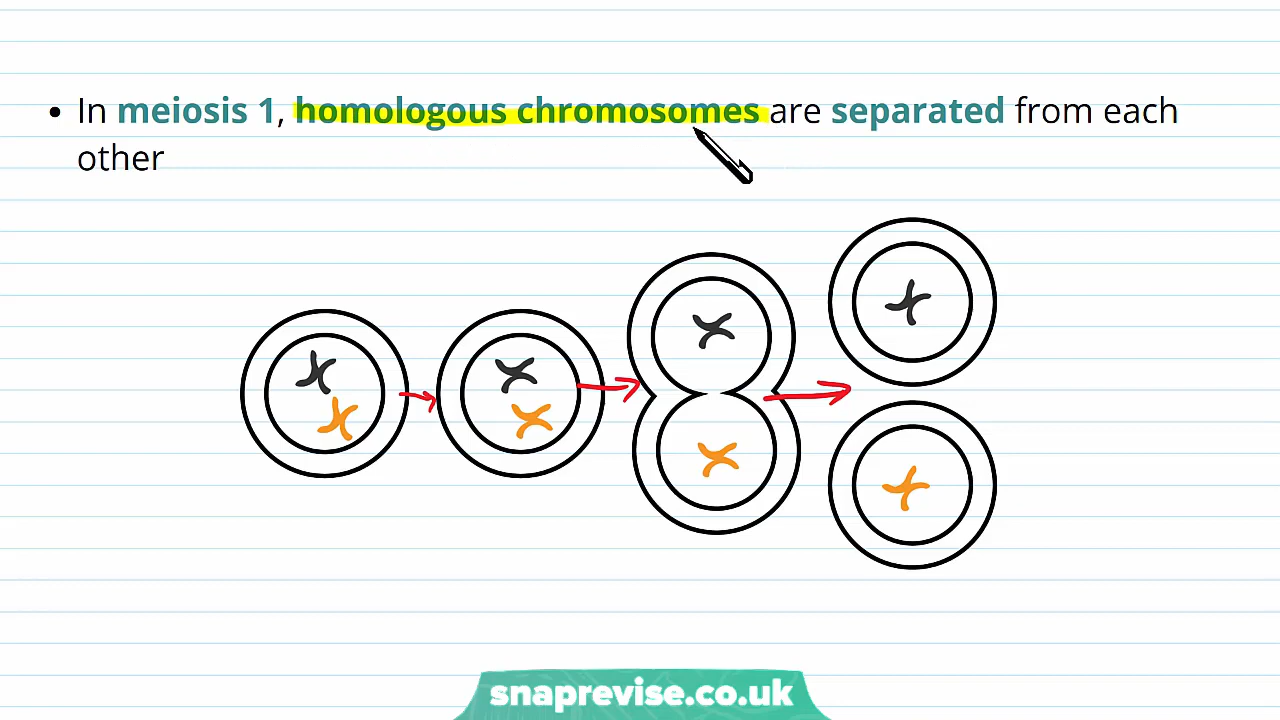 • In meiosis 1, homologous chromosomes are separated from each
other
snaprevise.co.uk